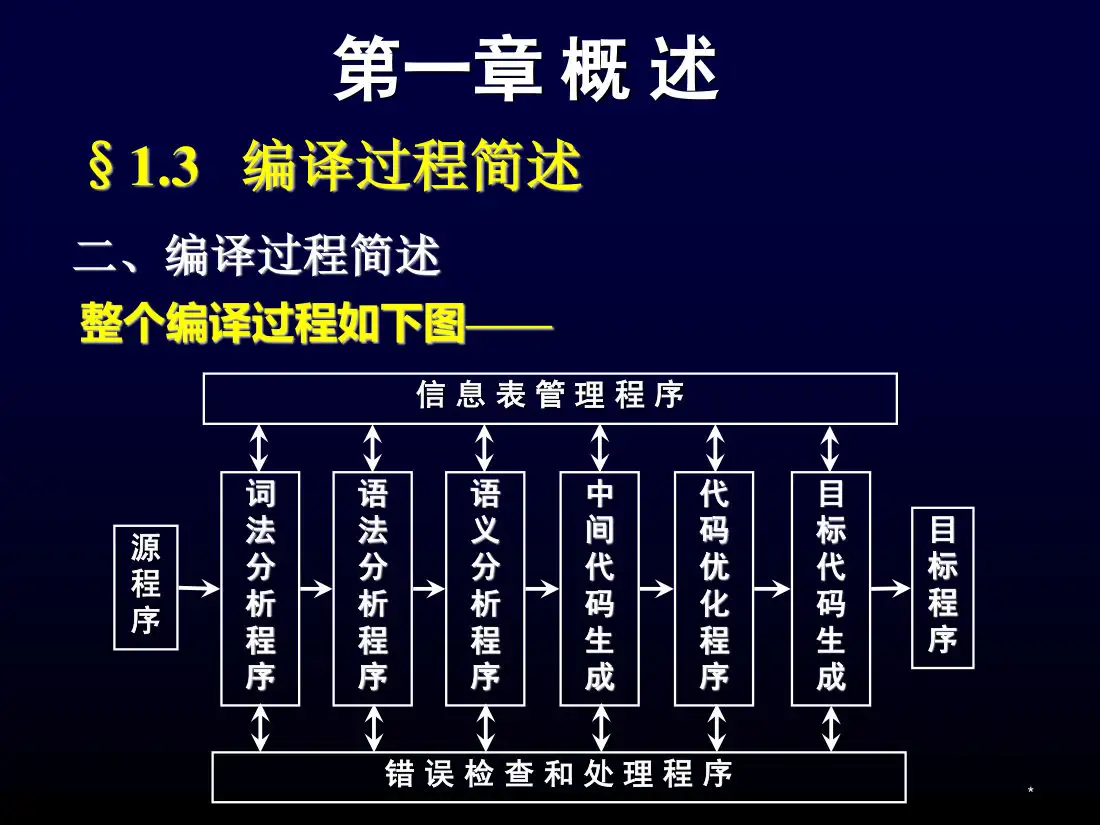 第一章 概 述
§1.3 编译过程简述
二、编译过程简述
整个编译过程如下图——
信息表管理程序
源程序
词法分析程序
语法分析程序
语义分析程序
中间代码生成
代码优化程序
目标代码生成
目标程序
错误检查和处理程序
*